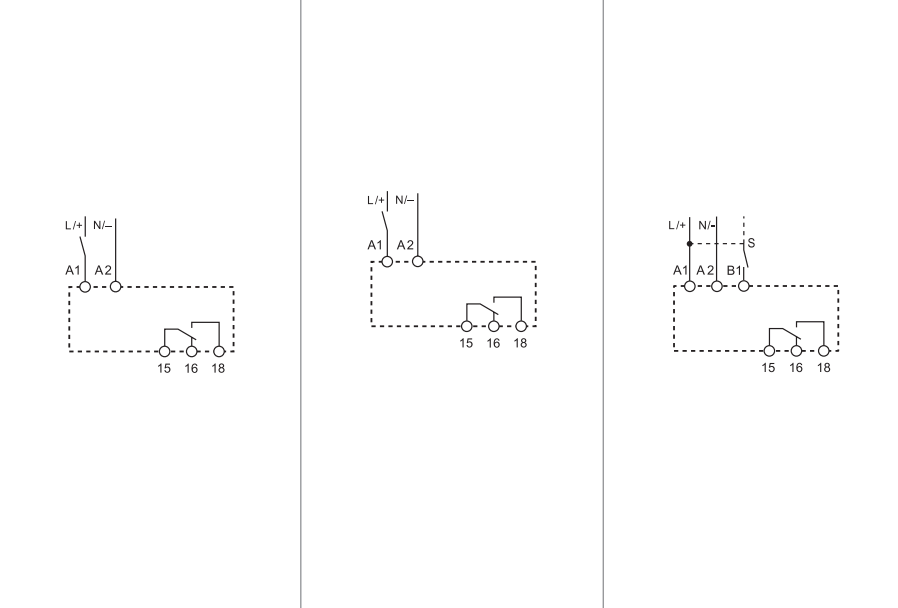 L/+ N/–
A1 A2
15 16 18
L/+ N/–
A1 A2
15 16 18
L/+ N/-
S
A1 A2 B1
15 16 18